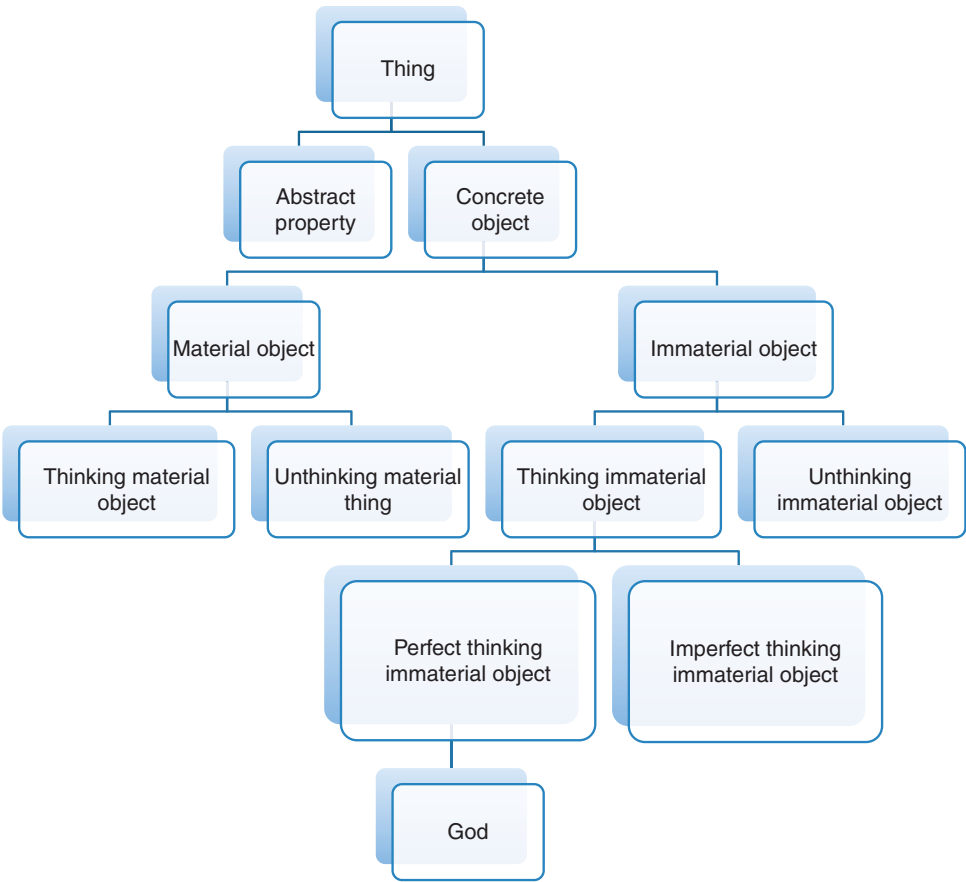 Thing
Abstract
property
Concrete
object
Material object
Immaterial object
Thinking material
object
Unthinking material
thing
Thinking immaterial
object
Unthinking
immaterial object
Perfect thinking
immaterial object
Imperfect thinking
immaterial object
God